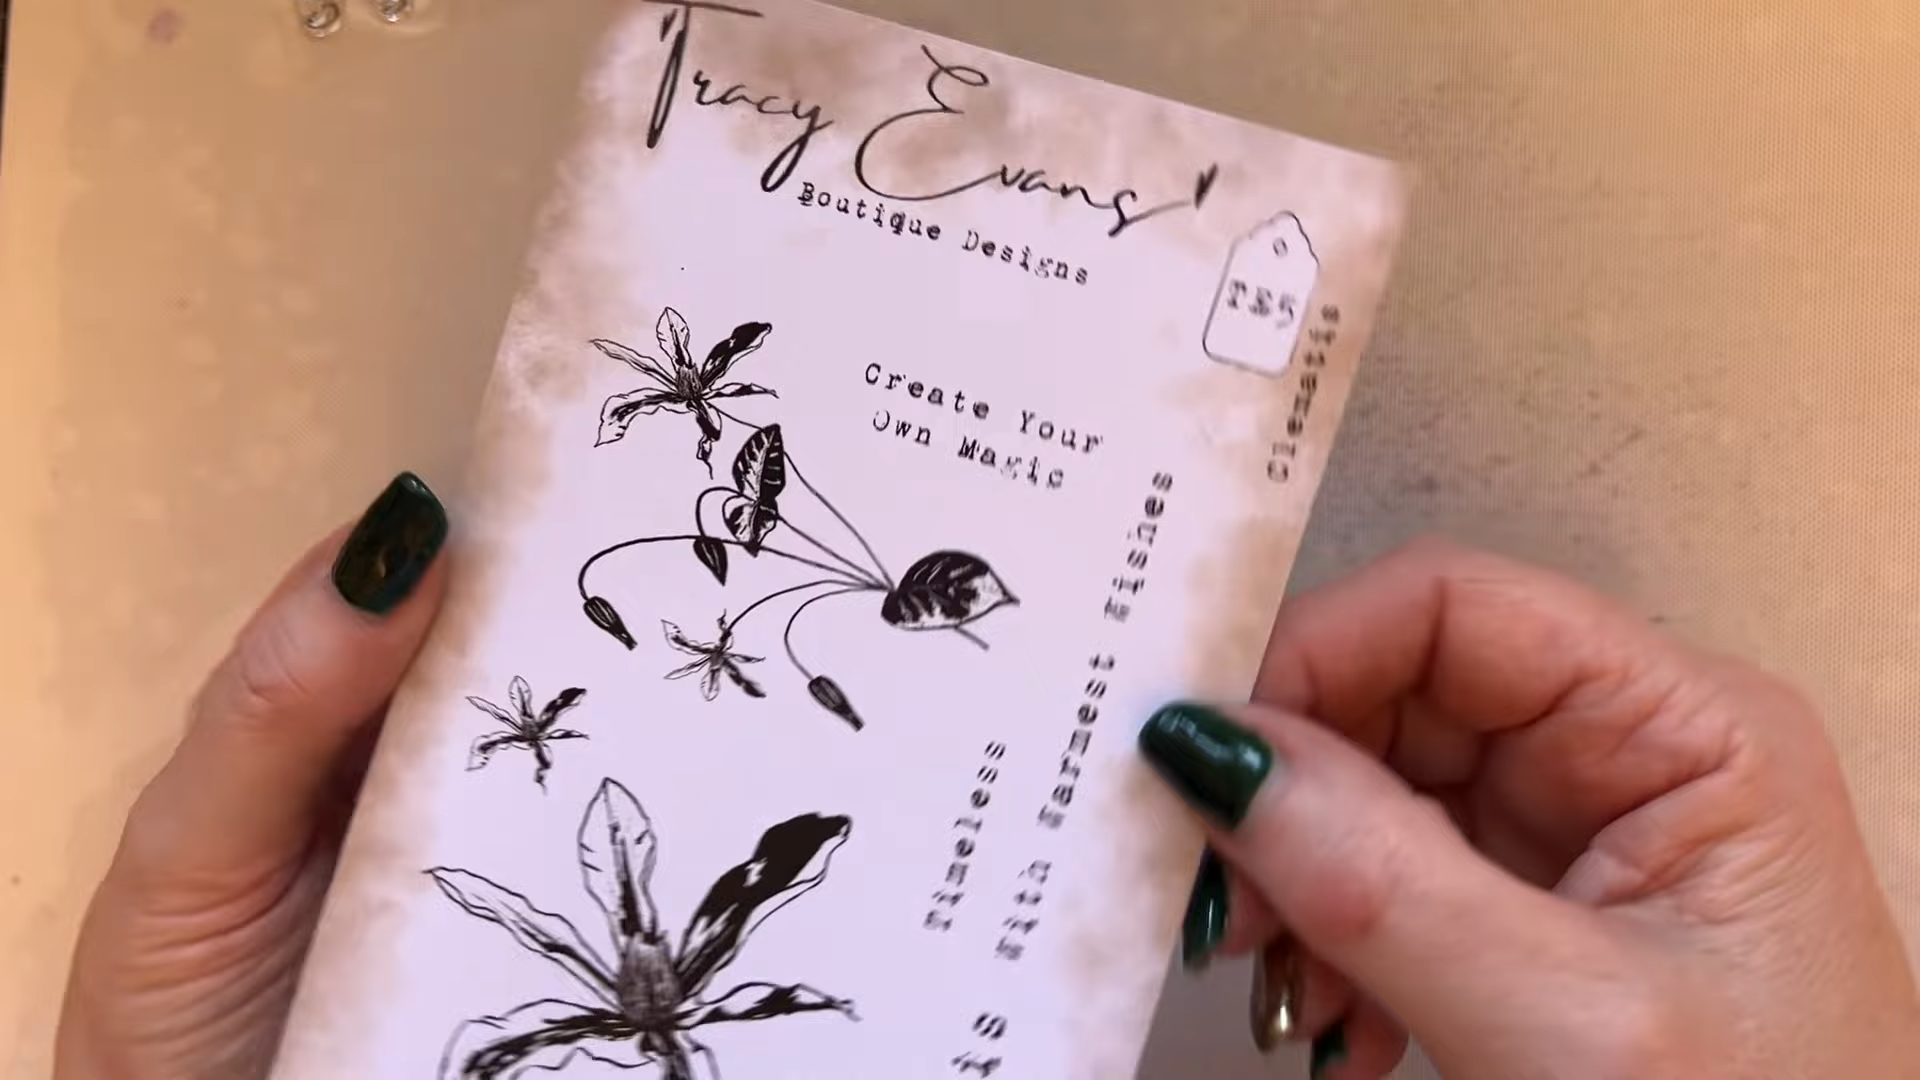 Tracy Evans
Boutique Designs
TE5
Clematis
Create Your
Own Magic
With Warmest Wishes
Timeless